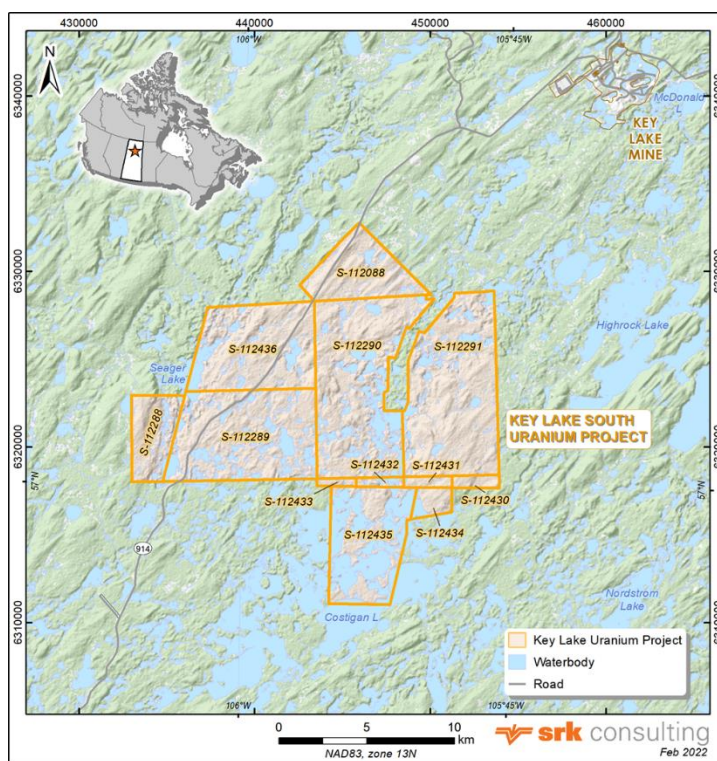 430000
440000
450000
460000
106°W
105°45'W
N
6340000
6340000
McDonald
L
KEY
LAKE
MINE
6330000
6330000
S-112088
Highrock Lake
S-112436
S-112290
S-112291
Seager
Lake
S-112288
S-112289
KEY LAKE SOUTH
URANIUM PROJECT
6320000
6320000
S-112432
S-112431
57°N
57°N
S-112433
S-112430
S-112434
S-112435
914
Nordstrom
Lake
6310000
6310000
Costigan L
Key Lake Uranium Project
Waterbody
Road
106°W
105°45'W
0
5
10
km
NAD83, zone 13N
srk consulting
Feb 2022